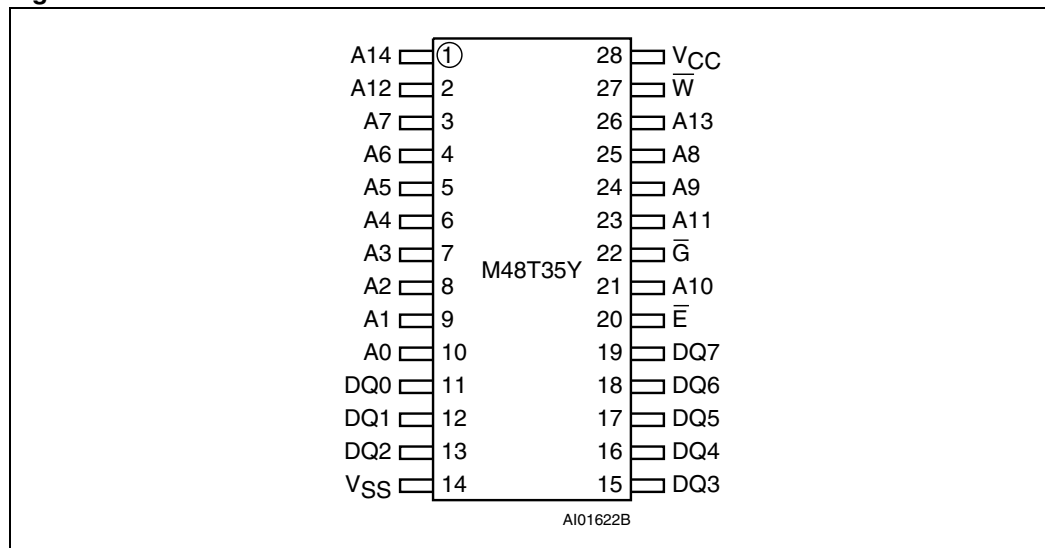 A14 1 28 VCC
A12 2 27 W̅
A7 3 26 A13
A6 4 25 A8
A5 5 24 A9
A4 6 23 A11
A3 7 22 G̅
M48T35Y
A2 8 21 A10
A1 9 20 E̅
A0 10 19 DQ7
DQ0 11 18 DQ6
DQ1 12 17 DQ5
DQ2 13 16 DQ4
VSS 14 15 DQ3
AI01622B